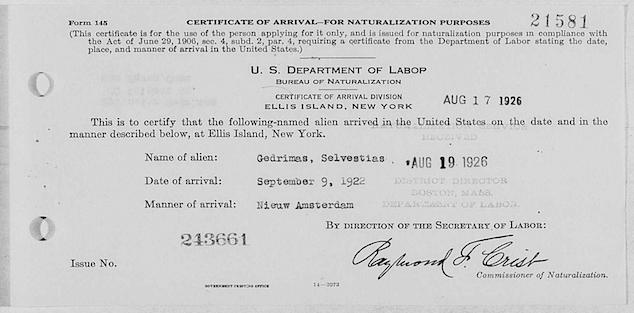 Form 145
CERTIFICATE OF ARRIVAL—FOR NATURALIZATION PURPOSES
21581
(This certificate is for the use of the person applying for it only, and is issued for naturalization purposes in compliance with
the Act of June 29, 1906, sec. 4, subd. 2, par. 4, requiring a certificate from the Department of Labor stating the date,
place, and manner of arrival in the United States.)
U. S. DEPARTMENT OF LABOR
BUREAU OF NATURALIZATION
CERTIFICATE OF ARRIVAL DIVISION
ELLIS ISLAND, NEW YORK
AUG 17 1926
This is to certify that the following-named alien arrived in the United States on the date and in the
manner described below, at Ellis Island, New York.
RECEIVED
Name of alien: Gedrimas, Selvestias
AUG 19 1926
Date of arrival: September 9, 1922
DISTRICT DIRECTOR
BOSTON, MASS.
Manner of arrival: Nieuw Amsterdam
DEPARTMENT OF LABOR
BY DIRECTION OF THE SECRETARY OF LABOR:
243661
Raymond F. Crist
Issue No.
Commissioner of Naturalization.
GOVERNMENT PRINTING OFFICE